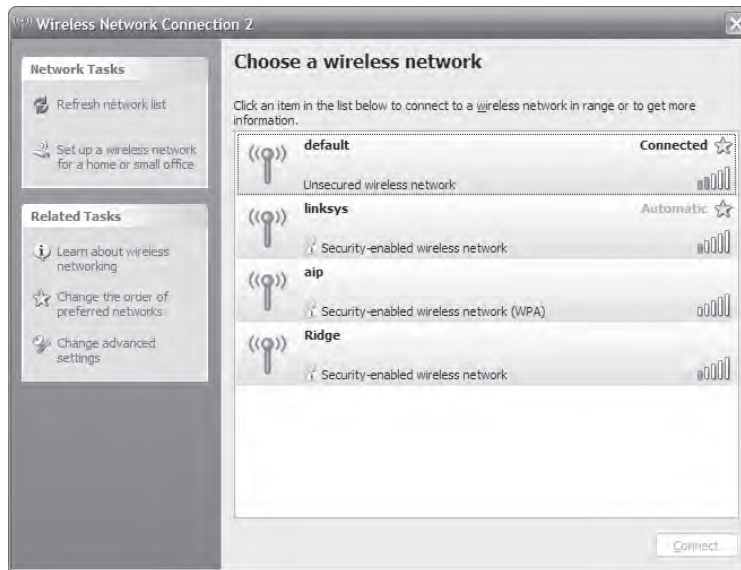 Wireless Network Connection 2
Network Tasks
Refresh network list
Set up a wireless network
for a home or small office
Related Tasks
Learn about wireless
networking
Change the order of
preferred networks
Change advanced
settings
Choose a wireless network
Click an item in the list below to connect to a wireless network in range or to get more
information.
default
Connected
Unsecured wireless network
linksys
Automatic
Security-enabled wireless network
aip
Security-enabled wireless network (WPA)
Ridge
Security-enabled wireless network
Connect